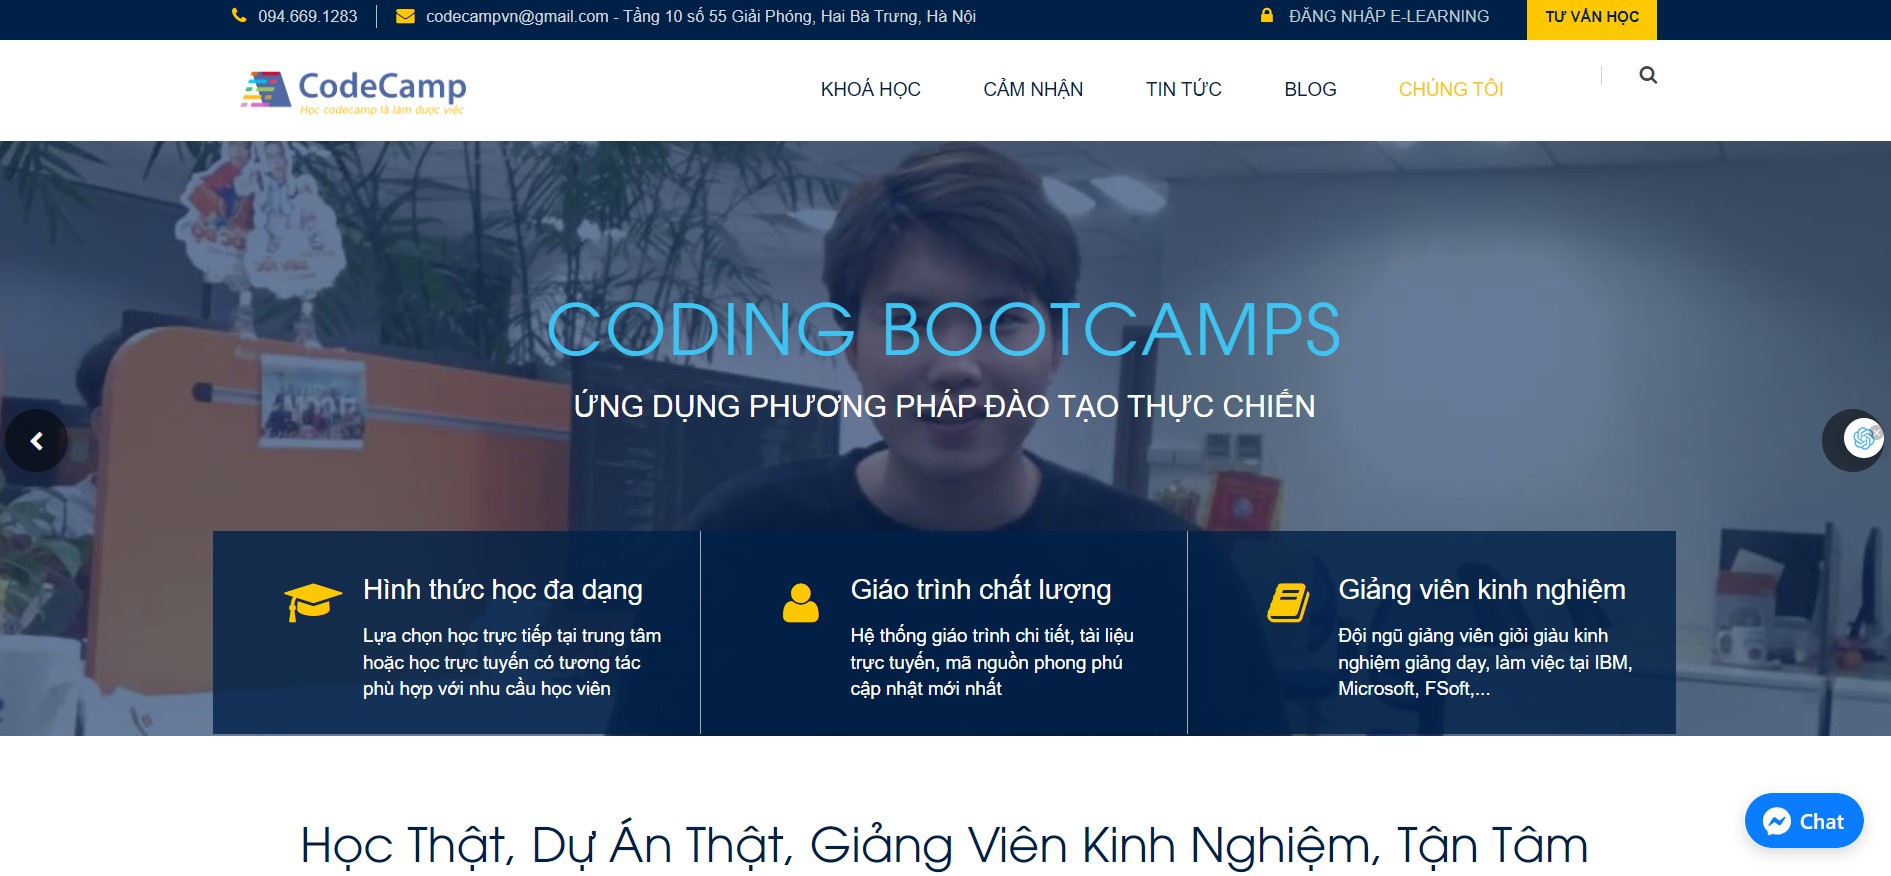 094.669.1283
codecampvn@gmail.com - Tầng 10 số 55 Giải Phóng, Hai Bà Trưng, Hà Nội
ĐĂNG NHẬP E-LEARNING
TƯ VẤN HỌC
CodeCamp
Học codecamp là làm được việc
KHOÁ HỌC
CẢM NHẬN
TIN TỨC
BLOG
CHÚNG TÔI
CODING BOOTCAMPS
ỨNG DỤNG PHƯƠNG PHÁP ĐÀO TẠO THỰC CHIẾN
Hình thức học đa dạng
Lựa chọn học trực tiếp tại trung tâm
hoặc học trực tuyến có tương tác
phù hợp với nhu cầu học viên
Giáo trình chất lượng
Hệ thống giáo trình chi tiết, tài liệu
trực tuyến, mã nguồn phong phú
cập nhật mới nhất
Giảng viên kinh nghiệm
Đội ngũ giảng viên giỏi giàu kinh
nghiệm giảng dạy, làm việc tại IBM,
Microsoft, FSoft,...
Học Thật, Dự Án Thật, Giảng Viên Kinh Nghiệm, Tận Tâm
Chat